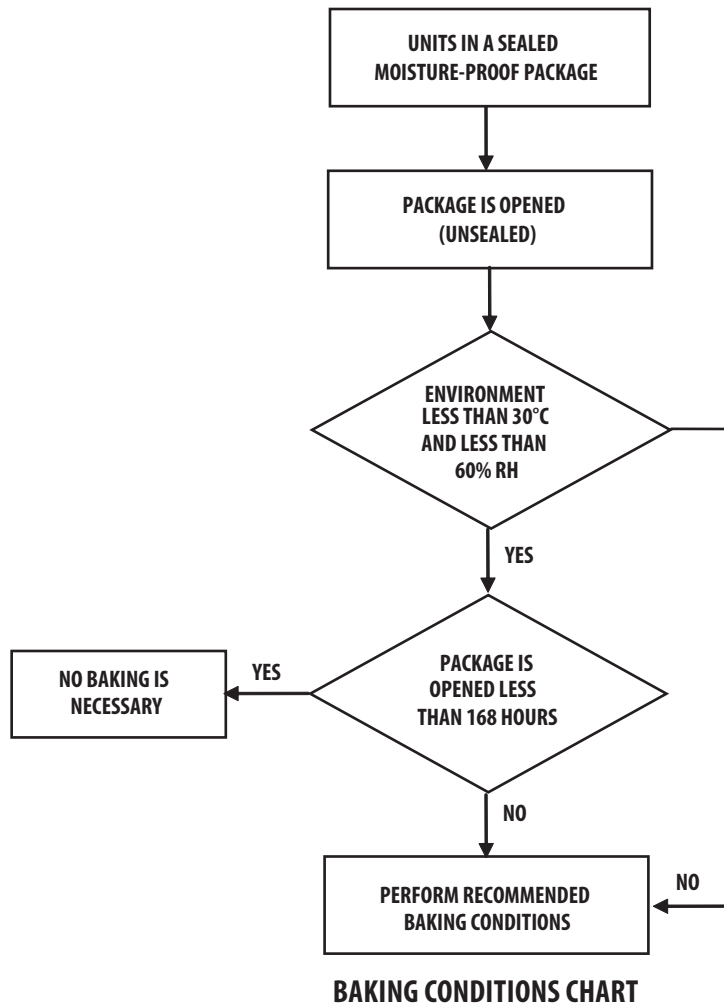 UNITS IN A SEALED
MOISTURE-PROOF PACKAGE
PACKAGE IS OPENED
(UNSEALED)
ENVIRONMENT
LESS THAN 30°C
AND LESS THAN
60% RH
YES
PACKAGE IS
OPENED LESS
THAN 168 HOURS
YES
NO BAKING IS
NECESSARY
NO
PERFORM RECOMMENDED
BAKING CONDITIONS
NO
BAKING CONDITIONS CHART